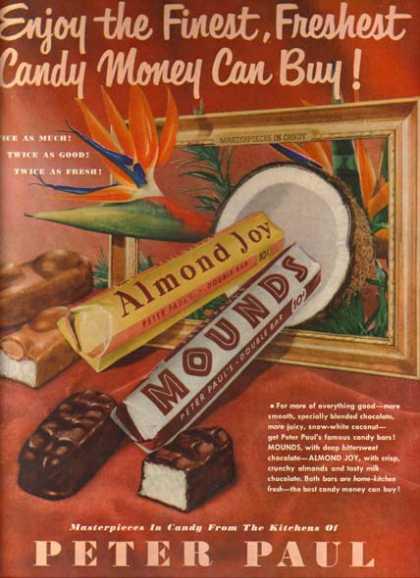 Enjoy the Finest, Freshest
Candy Money Can Buy!
ICE AS MUCH!
TWICE AS GOOD!
TWICE AS FRESH!
MASTERPIECES IN CANDY
Almond Joy
PETER PAUL'S · DOUBLE BAR 10¢
MOUNDS
PETER PAUL'S · DOUBLE BAR 10¢
• For more of everything good—more
smooth, specially blended chocolate,
more juicy, snow-white coconut—
get Peter Paul's famous candy bars!
MOUNDS, with deep bittersweet
chocolate—ALMOND JOY, with crisp,
crunchy almonds and tasty milk
chocolate. Both bars are home-kitchen
fresh—the best candy money can buy!
Masterpieces In Candy From The Kitchens Of
PETER PAUL